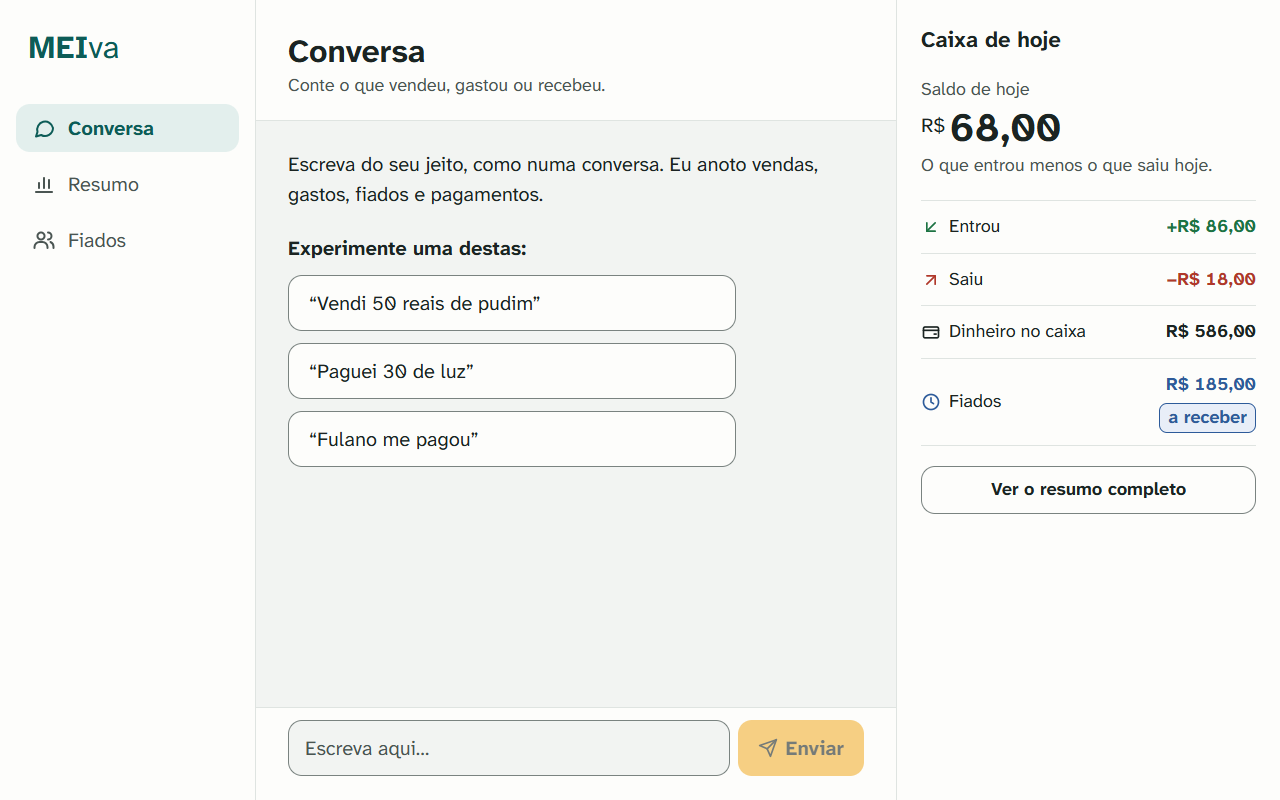 MEIva
Conversa
Resumo
Fiados
Conversa
Conte o que vendeu, gastou ou recebeu.
Escreva do seu jeito, como numa conversa. Eu anoto vendas,
gastos, fiados e pagamentos.
Experimente uma destas:
“Vendi 50 reais de pudim”
“Paguei 30 de luz”
“Fulano me pagou”
Escreva aqui...
Enviar
Caixa de hoje
Saldo de hoje
R$ 68,00
O que entrou menos o que saiu hoje.
Entrou +R$ 86,00
Saiu −R$ 18,00
Dinheiro no caixa R$ 586,00
Fiados R$ 185,00
a receber
Ver o resumo completo